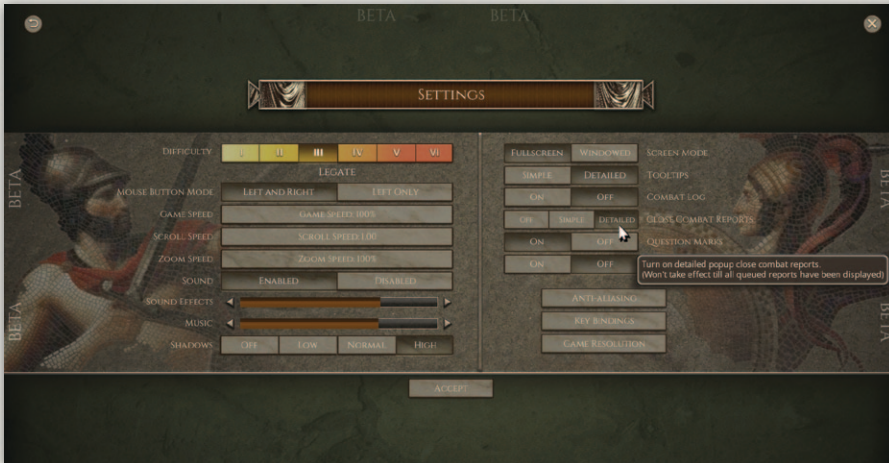 BETA BETA
SETTINGS
DIFFICULTY I II III IV V VI
LEGATE
MOUSE BUTTON MODE LEFT AND RIGHT LEFT ONLY
GAME SPEED GAME SPEED 100%
SCROLL SPEED SCROLL SPEED 1.00
ZOOM SPEED ZOOM SPEED 100%
SOUND ENABLED DISABLED
SOUND EFFECTS
MUSIC
SHADOWS OFF LOW NORMAL HIGH
FULLSCREEN WINDOWED SCREEN MODE
SIMPLE DETAILED TOOLTIPS
ON OFF COMBAT LOG
OFF SIMPLE DETAILED CLOSE COMBAT REPORTS
ON OFF QUESTION MARKS
ON OFF
Turn on detailed popup close combat reports.
(Won't take effect till all queued reports have been displayed)
ANTI-ALIASING
KEY BINDINGS
GAME RESOLUTION
ACCEPT
BETA
BETA
BETA
BETA